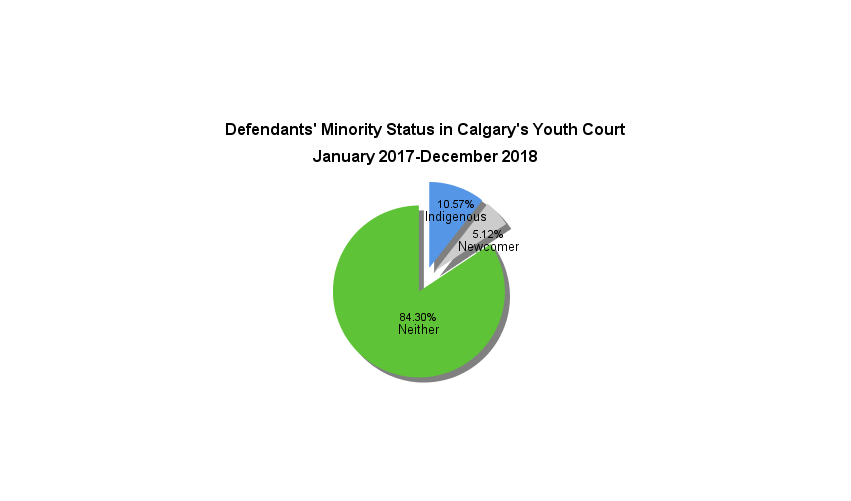 Defendants' Minority Status in Calgary's Youth Court
January 2017-December 2018
10.57%
Indigenous
5.12%
Newcomer
84.30%
Neither